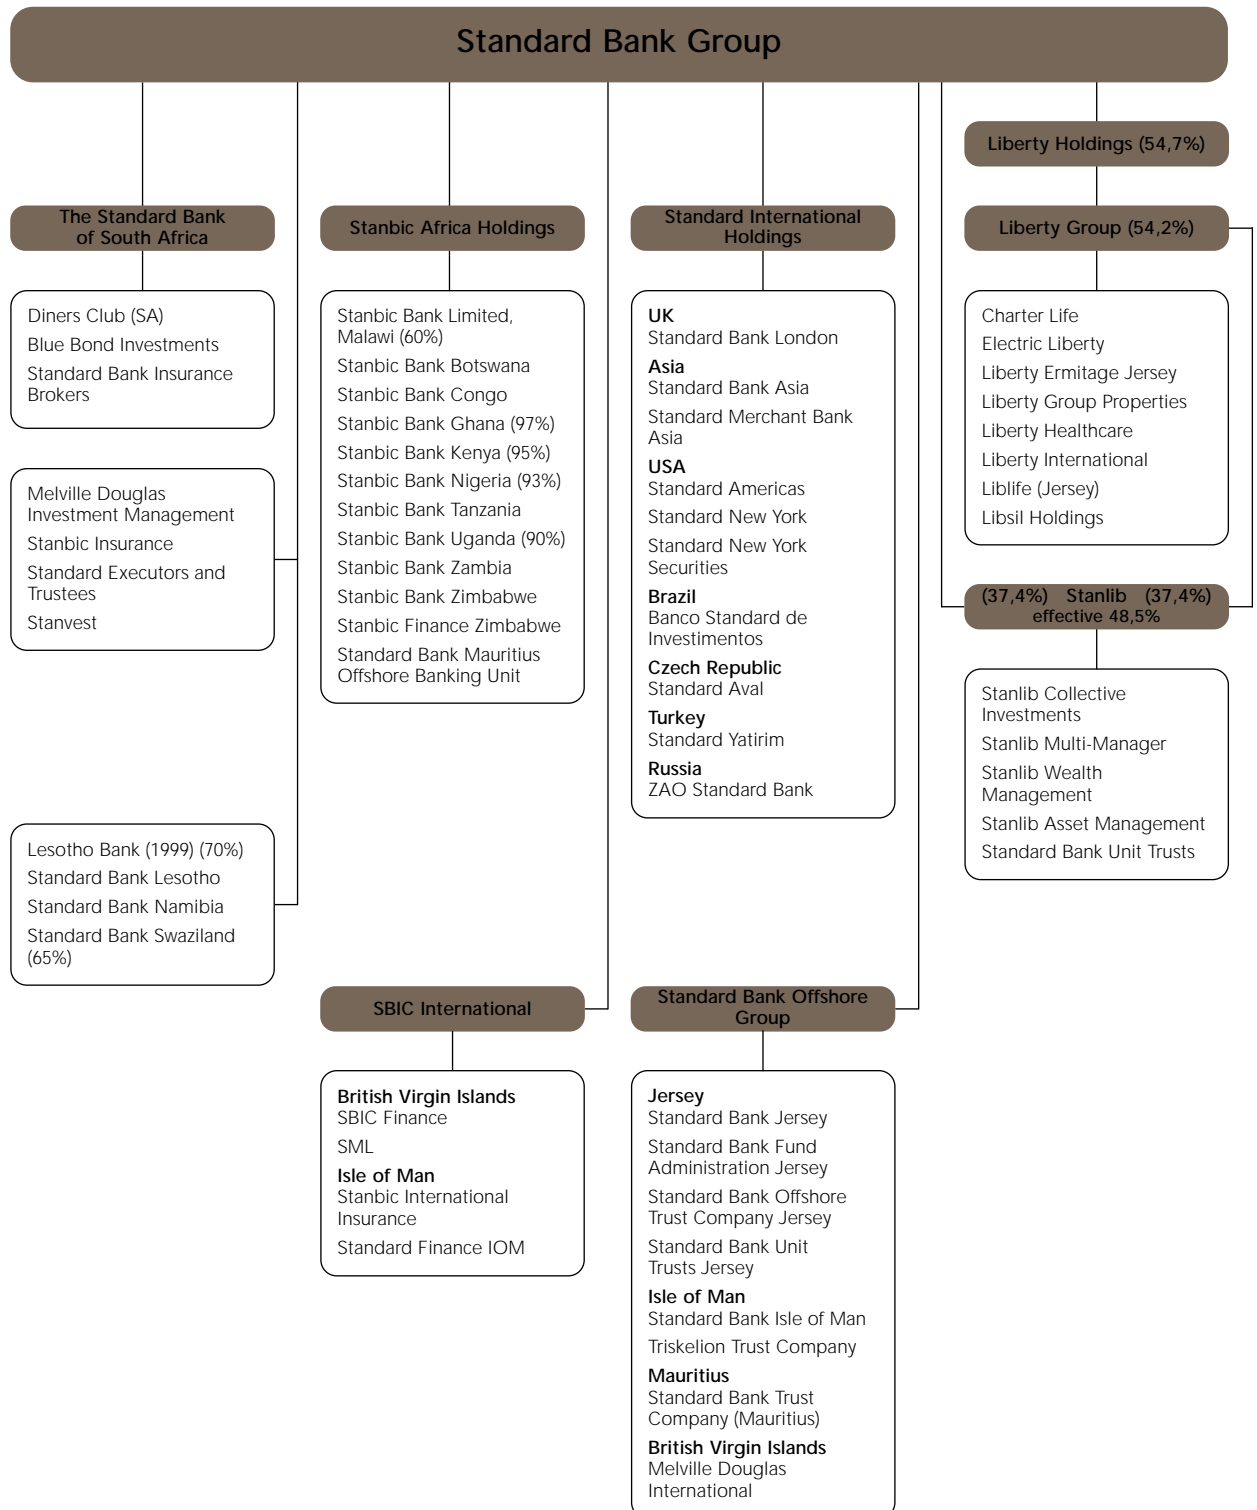 Standard Bank Group
Liberty Holdings (54,7%)
The Standard Bank
of South Africa
Stanbic Africa Holdings
Standard International
Holdings
Liberty Group (54,2%)
Diners Club (SA)
Blue Bond Investments
Standard Bank Insurance
Brokers
Melville Douglas
Investment Management
Stanbic Insurance
Standard Executors and
Trustees
Stanvest
Lesotho Bank (1999) (70%)
Standard Bank Lesotho
Standard Bank Namibia
Standard Bank Swaziland
(65%)
Stanbic Bank Limited,
Malawi (60%)
Stanbic Bank Botswana
Stanbic Bank Congo
Stanbic Bank Ghana (97%)
Stanbic Bank Kenya (95%)
Stanbic Bank Nigeria (93%)
Stanbic Bank Tanzania
Stanbic Bank Uganda (90%)
Stanbic Bank Zambia
Stanbic Bank Zimbabwe
Stanbic Finance Zimbabwe
Standard Bank Mauritius
Offshore Banking Unit
UK
Standard Bank London
Asia
Standard Bank Asia
Standard Merchant Bank
Asia
USA
Standard Americas
Standard New York
Standard New York
Securities
Brazil
Banco Standard de
Investimentos
Czech Republic
Standard Aval
Turkey
Standard Yatirim
Russia
ZAO Standard Bank
Charter Life
Electric Liberty
Liberty Ermitage Jersey
Liberty Group Properties
Liberty Healthcare
Liberty International
Liblife (Jersey)
Libsil Holdings
(37,4%) Stanlib (37,4%)
effective 48,5%
Stanlib Collective
Investments
Stanlib Multi-Manager
Stanlib Wealth
Management
Stanlib Asset Management
Standard Bank Unit Trusts
SBIC International
British Virgin Islands
SBIC Finance
SML
Isle of Man
Stanbic International
Insurance
Standard Finance IOM
Standard Bank Offshore
Group
Jersey
Standard Bank Jersey
Standard Bank Fund
Administration Jersey
Standard Bank Offshore
Trust Company Jersey
Standard Bank Unit
Trusts Jersey
Isle of Man
Standard Bank Isle of Man
Triskelion Trust Company
Mauritius
Standard Bank Trust
Company (Mauritius)
British Virgin Islands
Melville Douglas
International